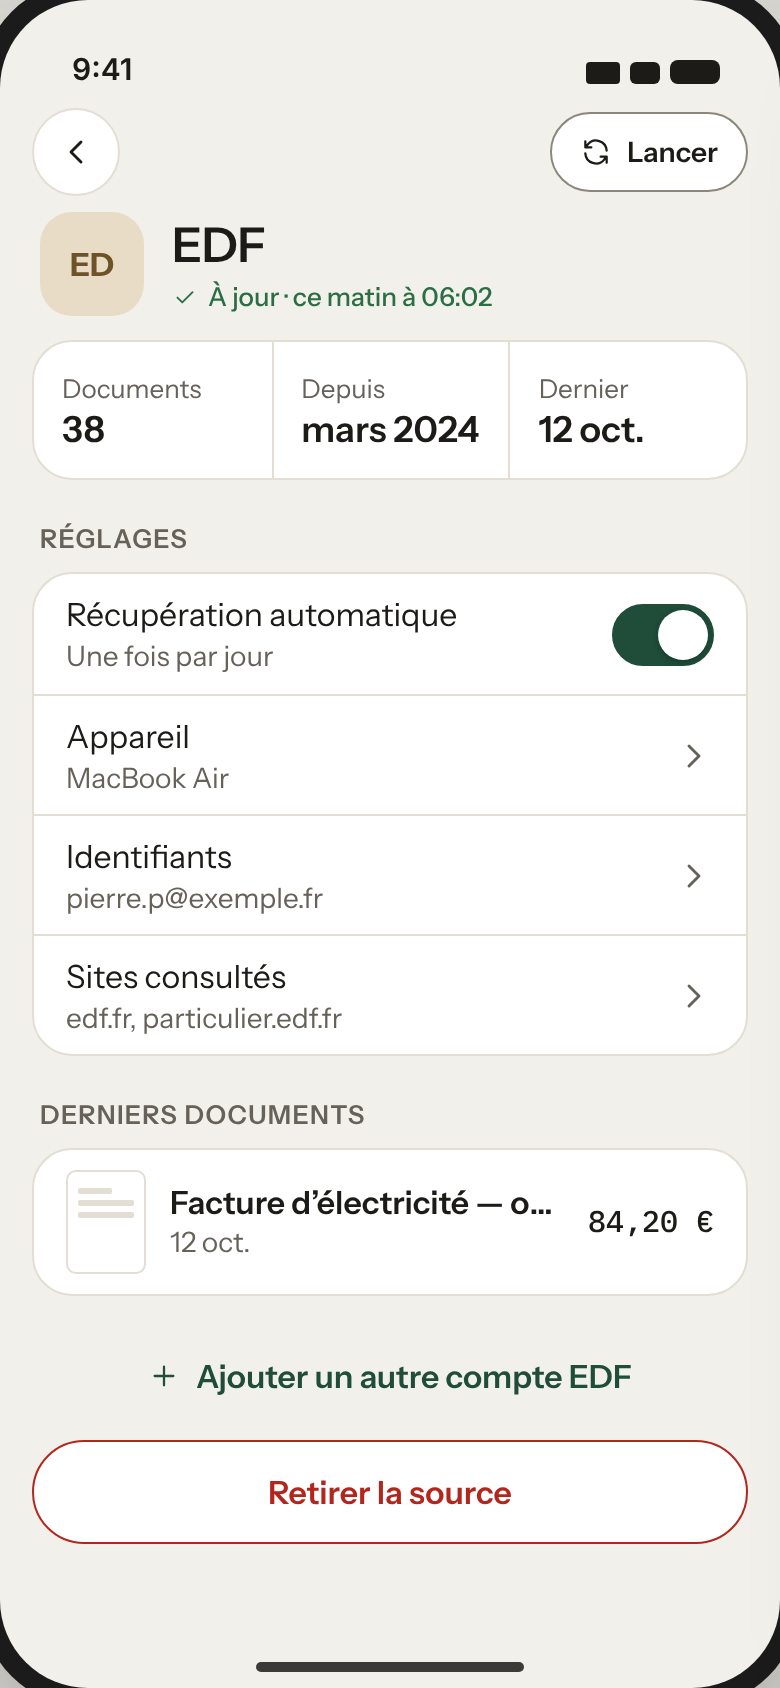 9:41
Lancer
ED
EDF
À jour · ce matin à 06:02
Documents
38
Depuis
mars 2024
Dernier
12 oct.
RÉGLAGES
Récupération automatique
Une fois par jour
Appareil
MacBook Air
Identifiants
pierre.p@exemple.fr
Sites consultés
edf.fr, particulier.edf.fr
DERNIERS DOCUMENTS
Facture d’électricité — o...
84,20 €
12 oct.
+ Ajouter un autre compte EDF
Retirer la source